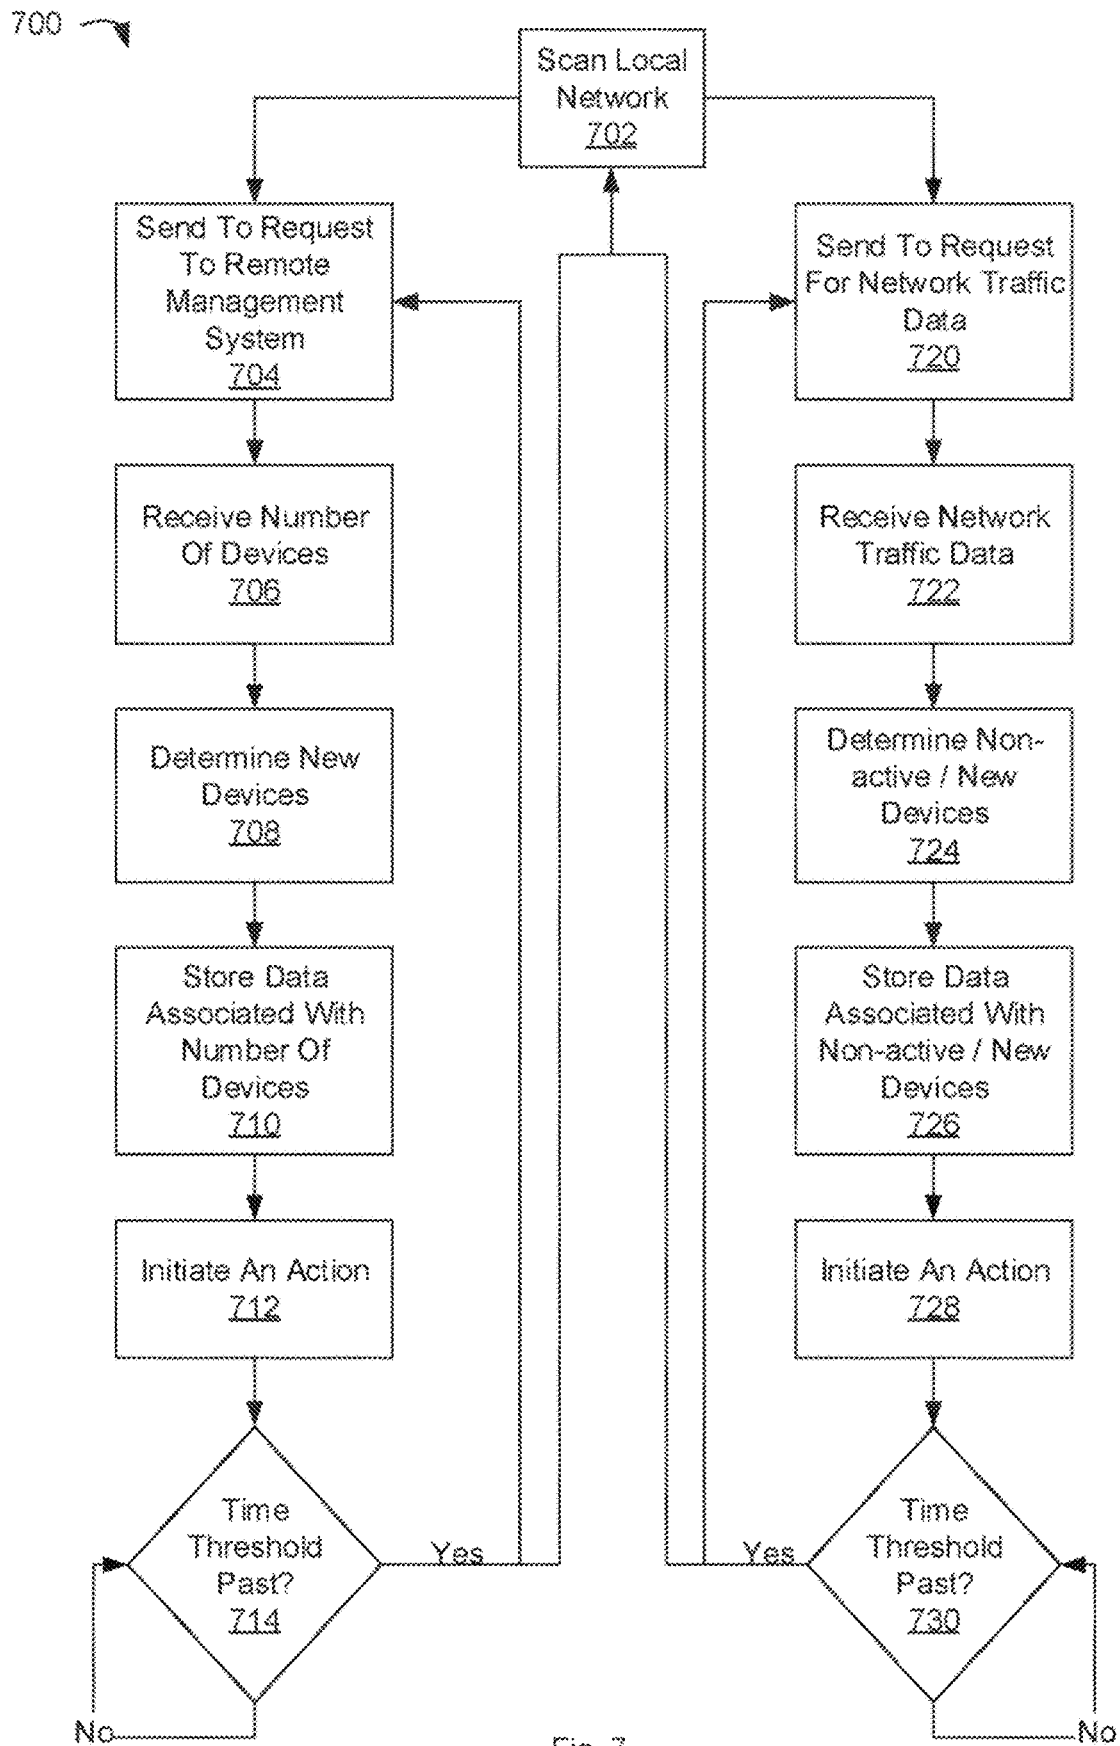 700
Scan Local
Network
702
Send To Request
To Remote
Management
System
704
Receive Number
Of Devices
706
Determine New
Devices
708
Store Data
Associated With
Number Of
Devices
710
Initiate An Action
712
Time
Threshold
Past?
714
Yes
No
Send To Request
For Network Traffic
Data
720
Receive Network
Traffic Data
722
Determine Non-
active / New
Devices
724
Store Data
Associated With
Non-active / New
Devices
726
Initiate An Action
728
Time
Threshold
Past?
730
Yes
No
Fig. 7